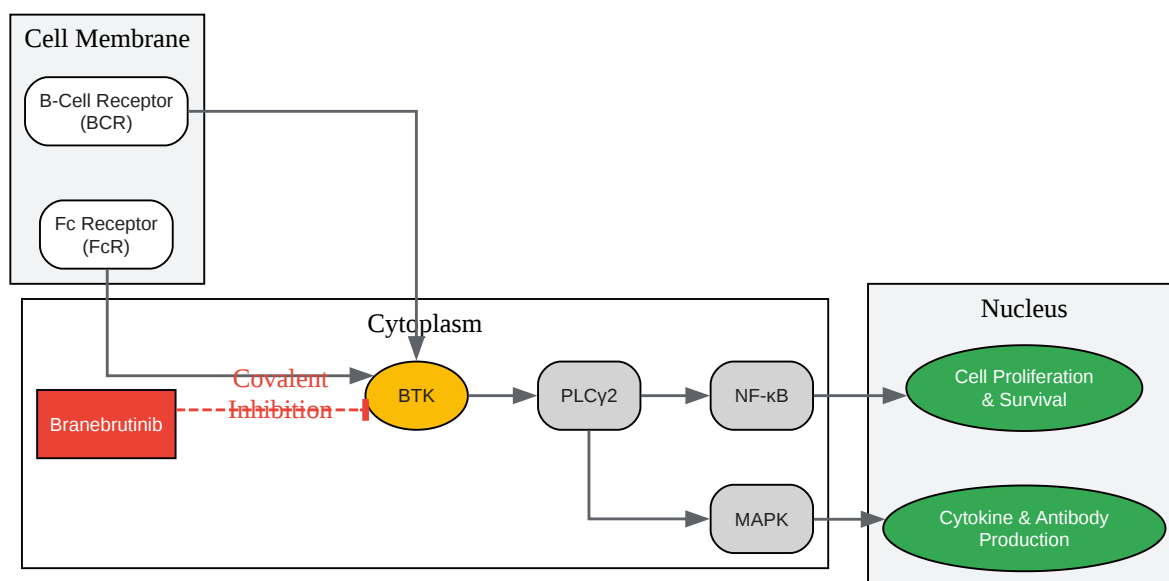 Cell Membrane
B-Cell Receptor
(BCR)
Fc Receptor
(FcR)
Cytoplasm
Covalent
Inhibition
Branebrutinib
BTK
PLCγ2
NF-κB
MAPK
Nucleus
Cell Proliferation
& Survival
Cytokine & Antibody
Production